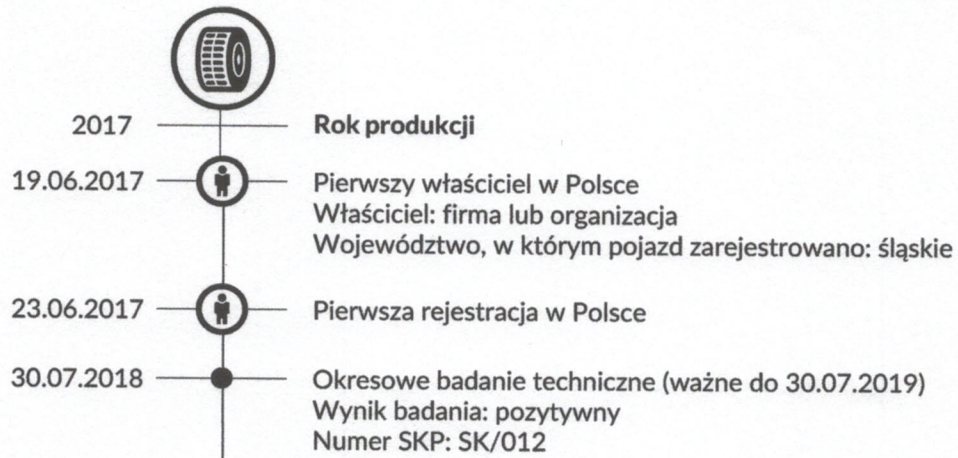 2017 Rok produkcji
19.06.2017 Pierwszy właściciel w Polsce
Właściciel: firma lub organizacja
Województwo, w którym pojazd zarejestrowano: śląskie
23.06.2017 Pierwsza rejestracja w Polsce
30.07.2018 Okresowe badanie techniczne (ważne do 30.07.2019)
Wynik badania: pozytywny
Numer SKP: SK/012